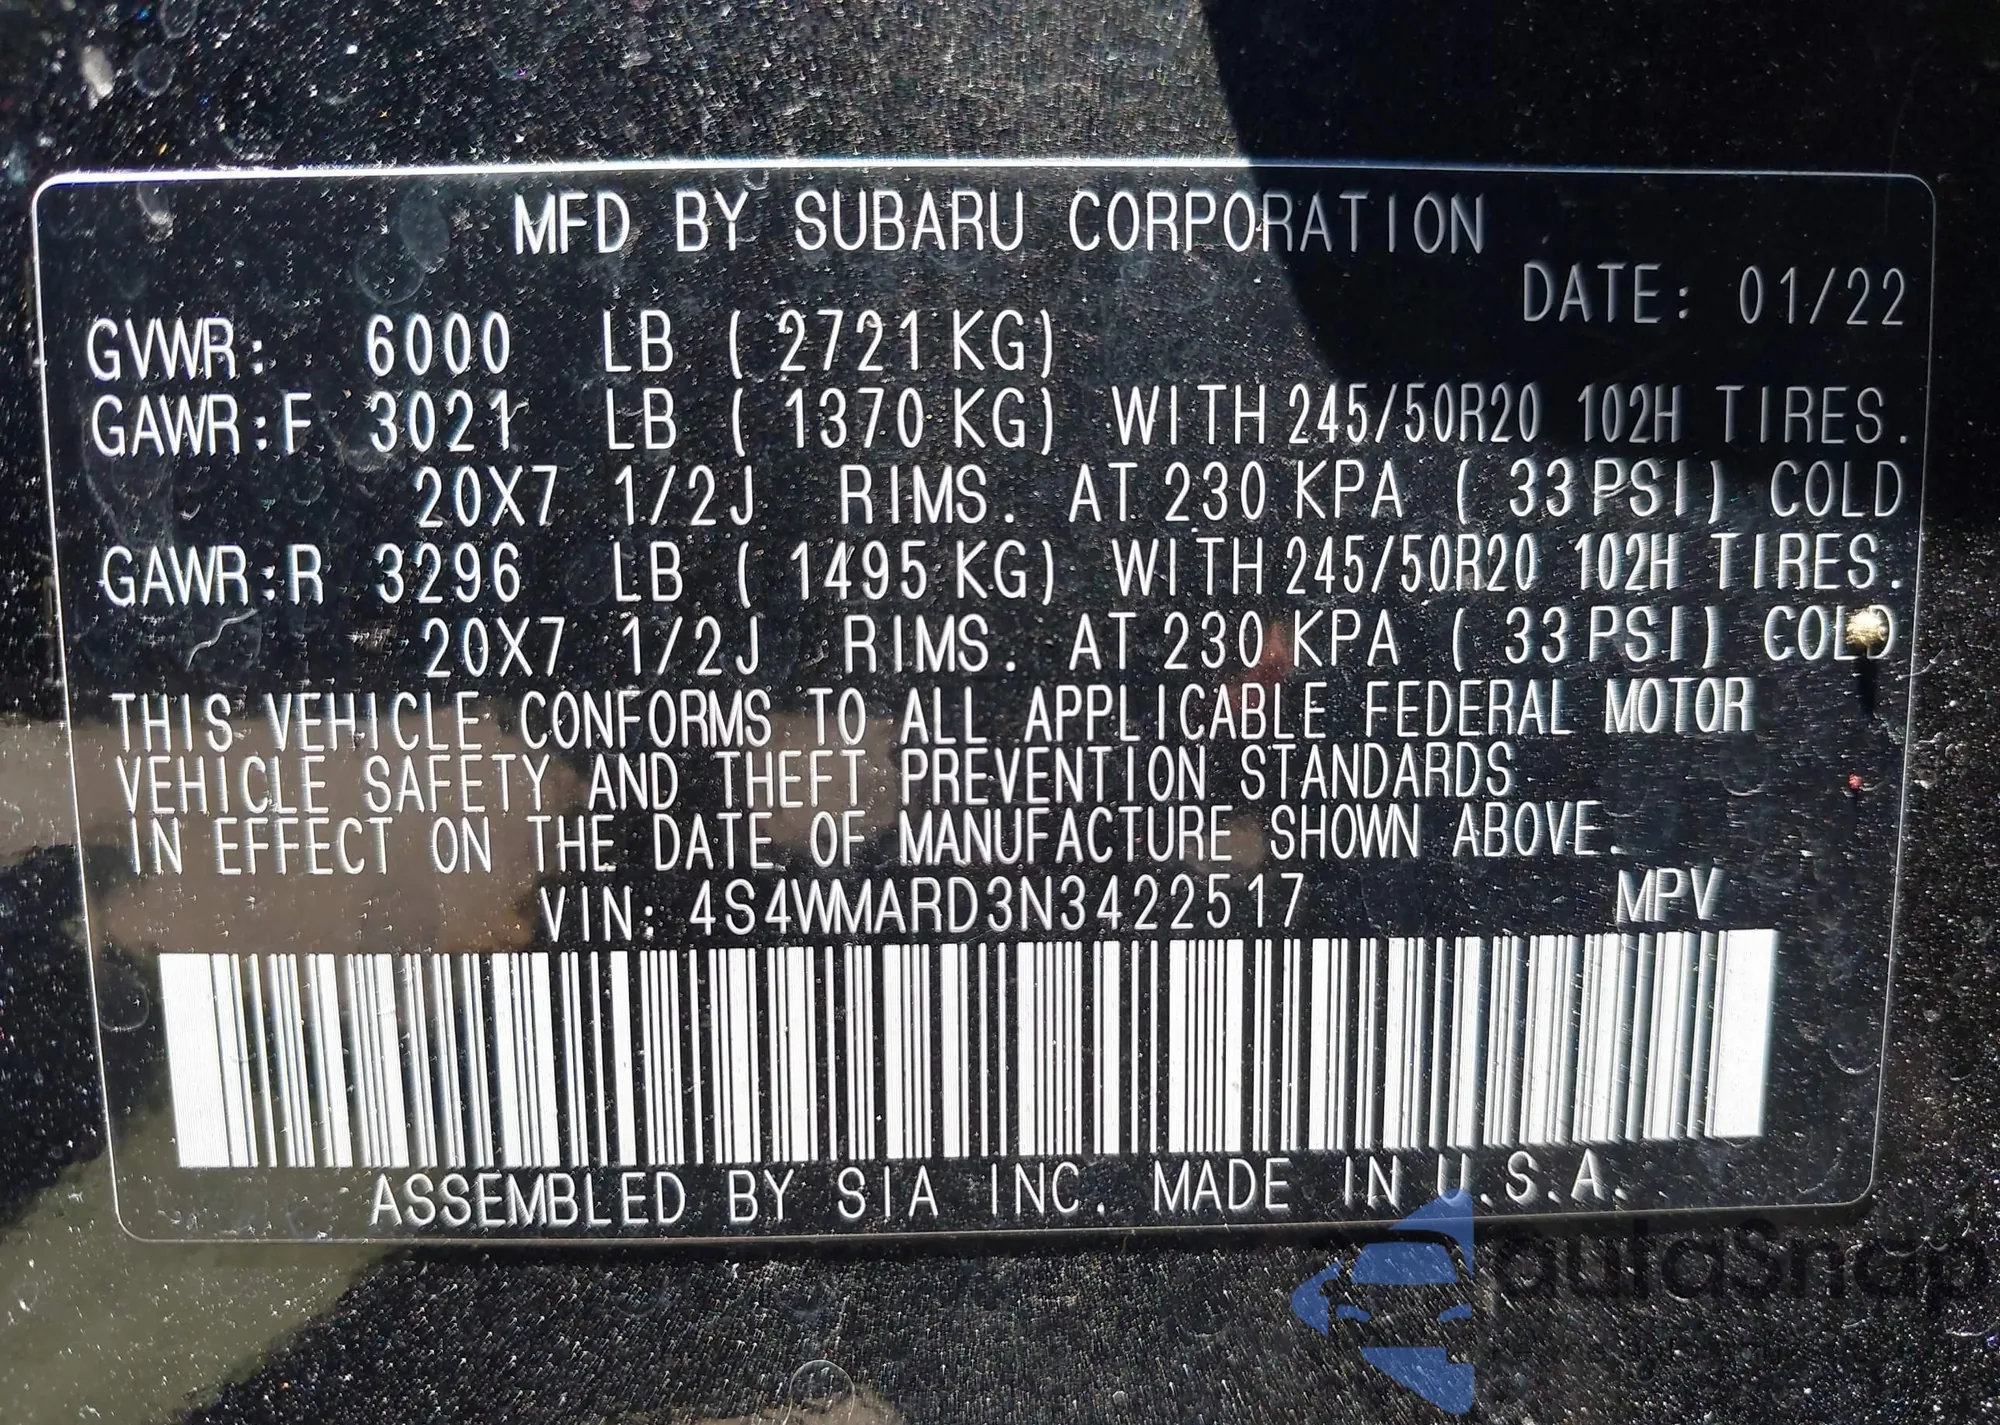 MFD BY SUBARU CORPORATION
DATE: 01/22
GVWR: 6000 LB ( 2721 KG)
GAWR:F 3021 LB ( 1370 KG) WITH 245/50R20 102H TIRES.
20X7 1/2J RIMS. AT 230 KPA ( 33 PSI) COLD
GAWR:R 3296 LB ( 1495 KG) WITH 245/50R20 102H TIRES.
20X7 1/2J RIMS. AT 230 KPA ( 33 PSI) COLD
THIS VEHICLE CONFORMS TO ALL APPLICABLE FEDERAL MOTOR
VEHICLE SAFETY AND THEFT PREVENTION STANDARDS
IN EFFECT ON THE DATE OF MANUFACTURE SHOWN ABOVE.
VIN: 4S4WMARD3N3422517 MPV
ASSEMBLED BY SIA INC. MADE IN U.S.A.